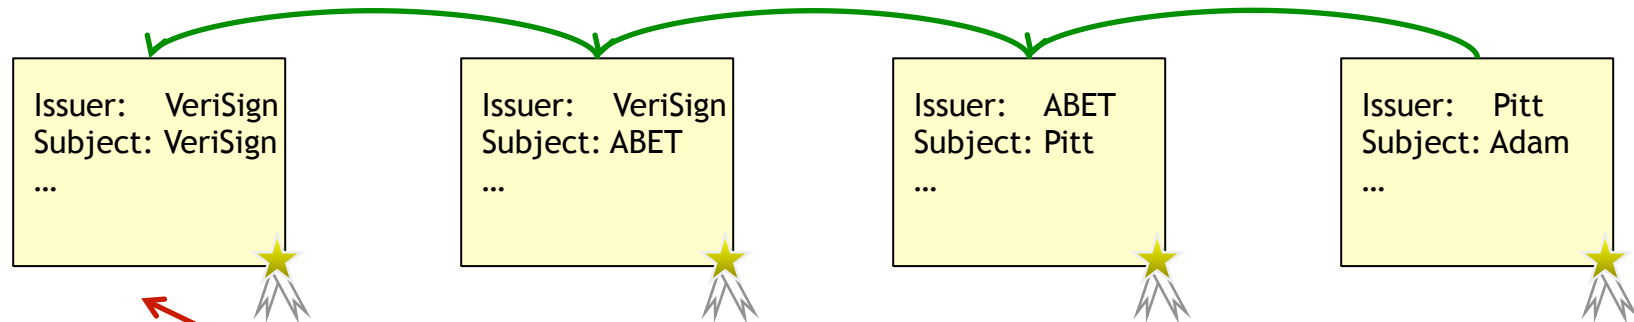 Issuer: VeriSign
Subject: VeriSign
…
Issuer: VeriSign
Subject: ABET
…
Issuer: ABET
Subject: Pitt
…
Issuer: Pitt
Subject: Adam
…